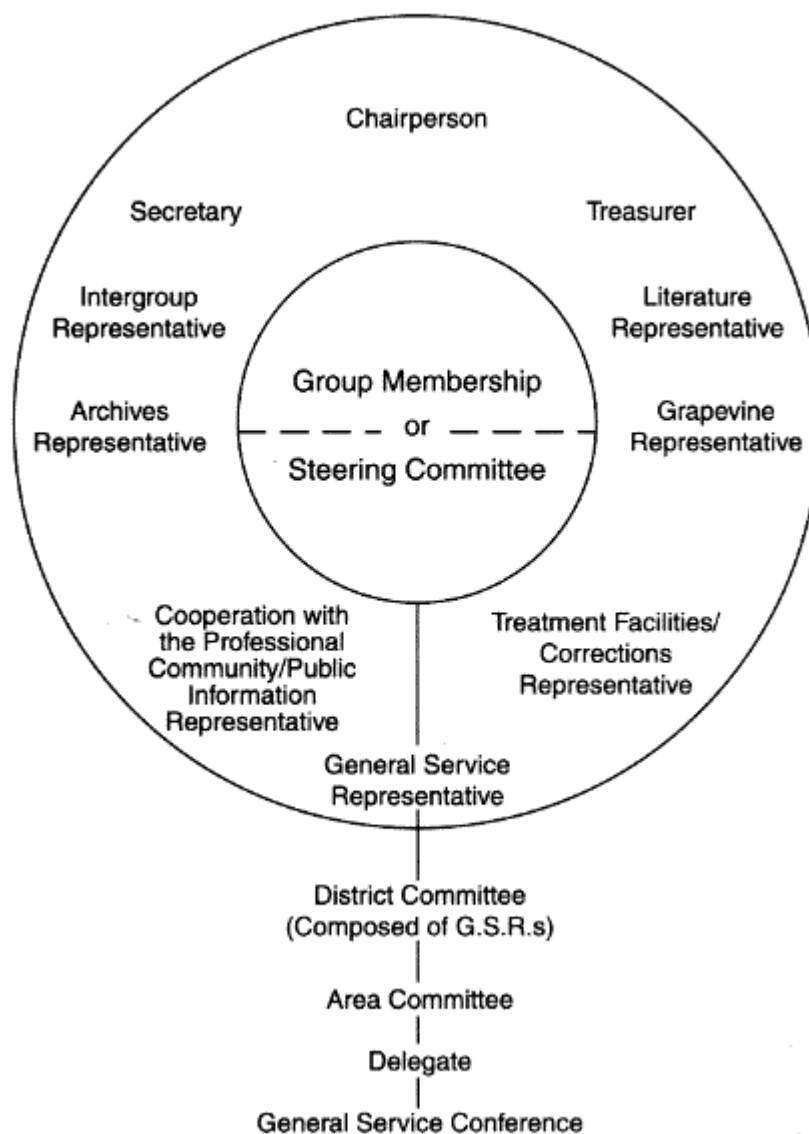 Chairperson
Secretary
Treasurer
Intergroup
Representative
Literature
Representative
Archives
Representative
Grapevine
Representative
Group Membership
or
Steering Committee
Cooperation with
the Professional
Community/Public
Information
Representative
Treatment Facilities/
Corrections
Representative
General Service
Representative
District Committee
(Composed of G.S.R.s)
Area Committee
Delegate
General Service Conference